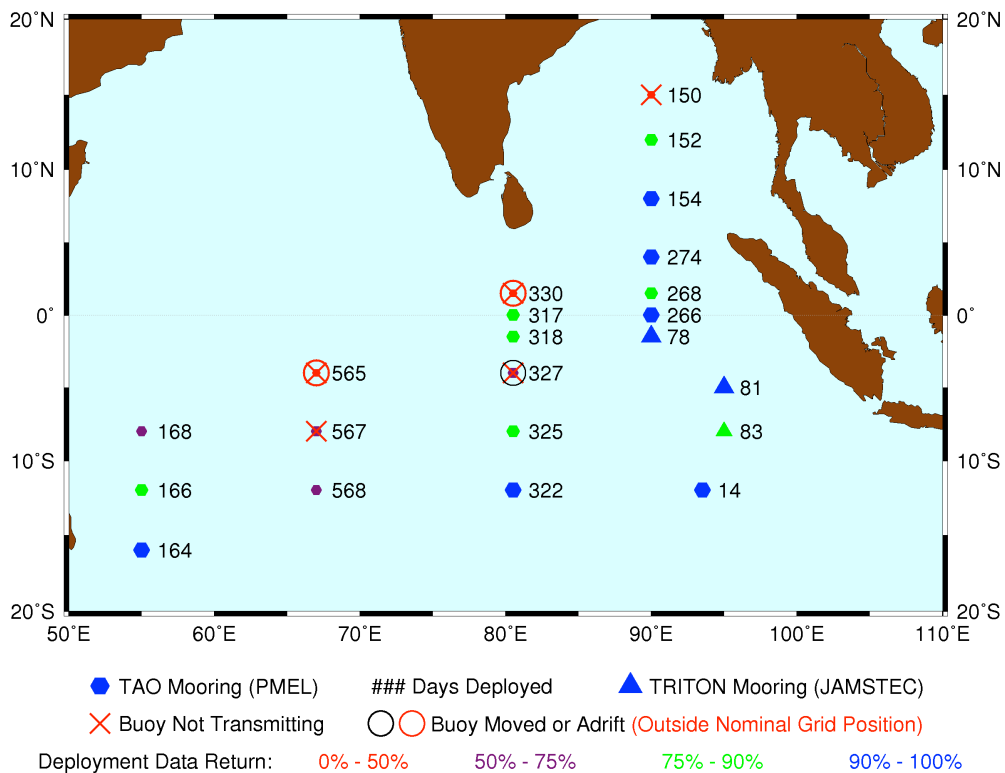 20˚N 20˚N
150
152
10˚N 10˚N
154
274
330 268
0˚ 317 266 0˚
318 78
565 327 81
168 567 325 83
10˚S 10˚S
166 568 322 14
164
20˚S 20˚S
50˚E 60˚E 70˚E 80˚E 90˚E 100˚E 110˚E
TAO Mooring (PMEL) ### Days Deployed TRITON Mooring (JAMSTEC)
Buoy Not Transmitting Buoy Moved or Adrift (Outside Nominal Grid Position)
Deployment Data Return: 0% - 50% 50% - 75% 75% - 90% 90% - 100%